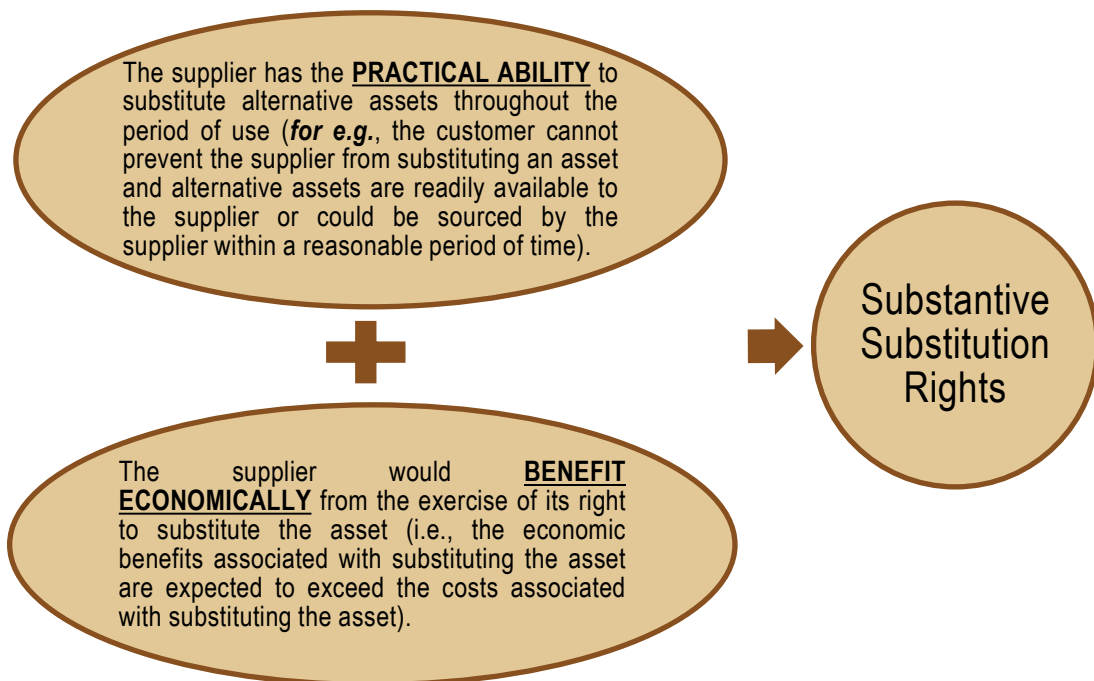 The supplier has the PRACTICAL ABILITY to
substitute alternative assets throughout the
period of use (for e.g., the customer cannot
prevent the supplier from substituting an asset
and alternative assets are readily available to
the supplier or could be sourced by the
supplier within a reasonable period of time).
The supplier would BENEFIT
ECONOMICALLY from the exercise of its right
to substitute the asset (i.e., the economic
benefits associated with substituting the asset
are expected to exceed the costs associated
with substituting the asset).
Substantive
Substitution
Rights